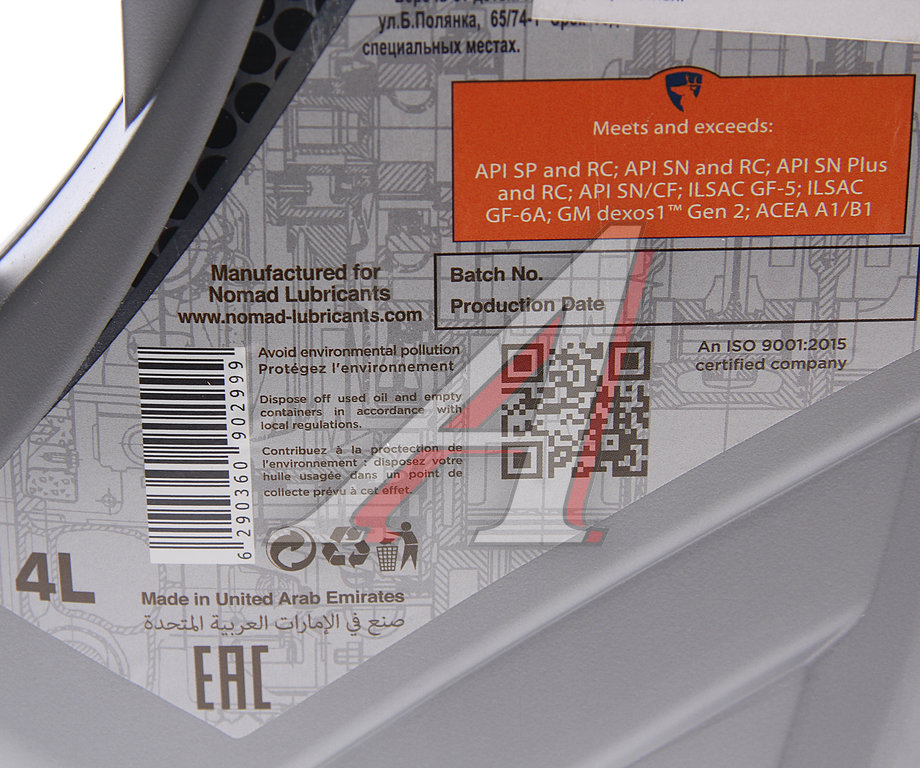 ул.Б.Полянка, 65/74-1
специальных местах.
Meets and exceeds:
API SP and RC; API SN and RC; API SN Plus
and RC; API SN/CF; ILSAC GF-5; ILSAC
GF-6A; GM dexos1™ Gen 2; ACEA A1/B1
Manufactured for
Nomad Lubricants
www.nomad-lubricants.com
Batch No.
Production Date
An ISO 9001:2015
certified company
Avoid environmental pollution
Protégez l'environnement
Dispose off used oil and empty
containers in accordance with
local regulations.
Contribuez à la proctection de
l'environnement : disposez votre
huile usagée dans un point de
collecte prévu à cet effet.
6290360902999
4L
Made in United Arab Emirates
صنع في الإمارات العربية المتحدة
EAC